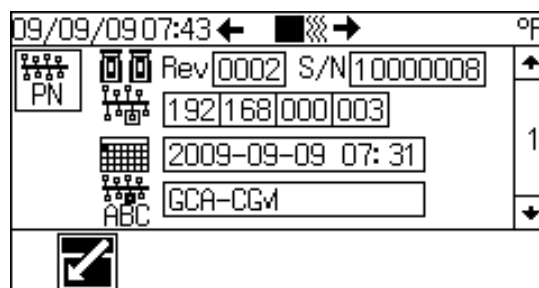 09/09/09 07:43 ºF
PN Rev 0002 S/N 10000008
192 168 000 003
1
2009-09-09 07:31
ABC GCA-CGM